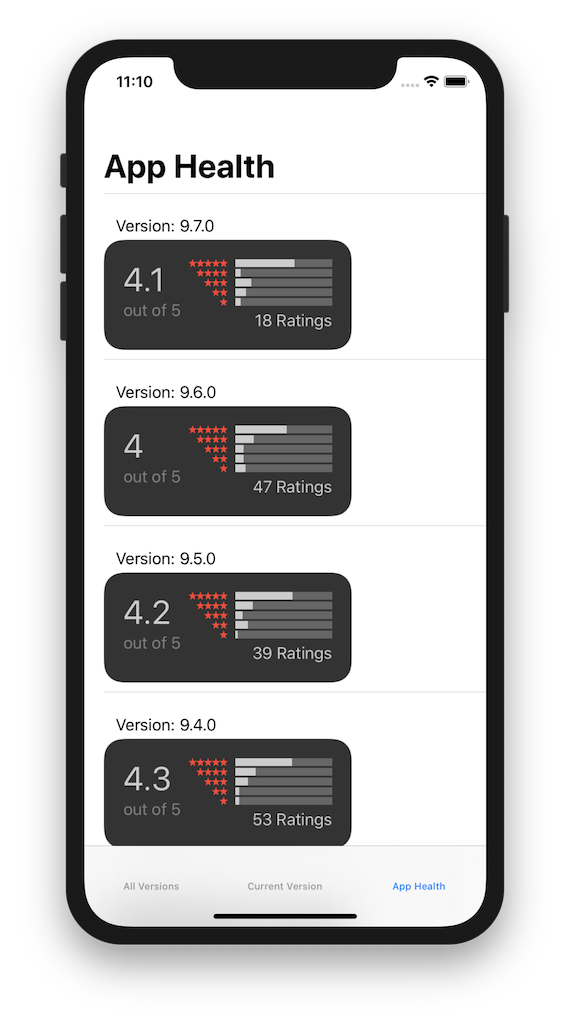 11:10
App Health
Version: 9.7.0
4.1
out of 5
18 Ratings
Version: 9.6.0
4
out of 5
47 Ratings
Version: 9.5.0
4.2
out of 5
39 Ratings
Version: 9.4.0
4.3
out of 5
53 Ratings
All Versions Current Version App Health